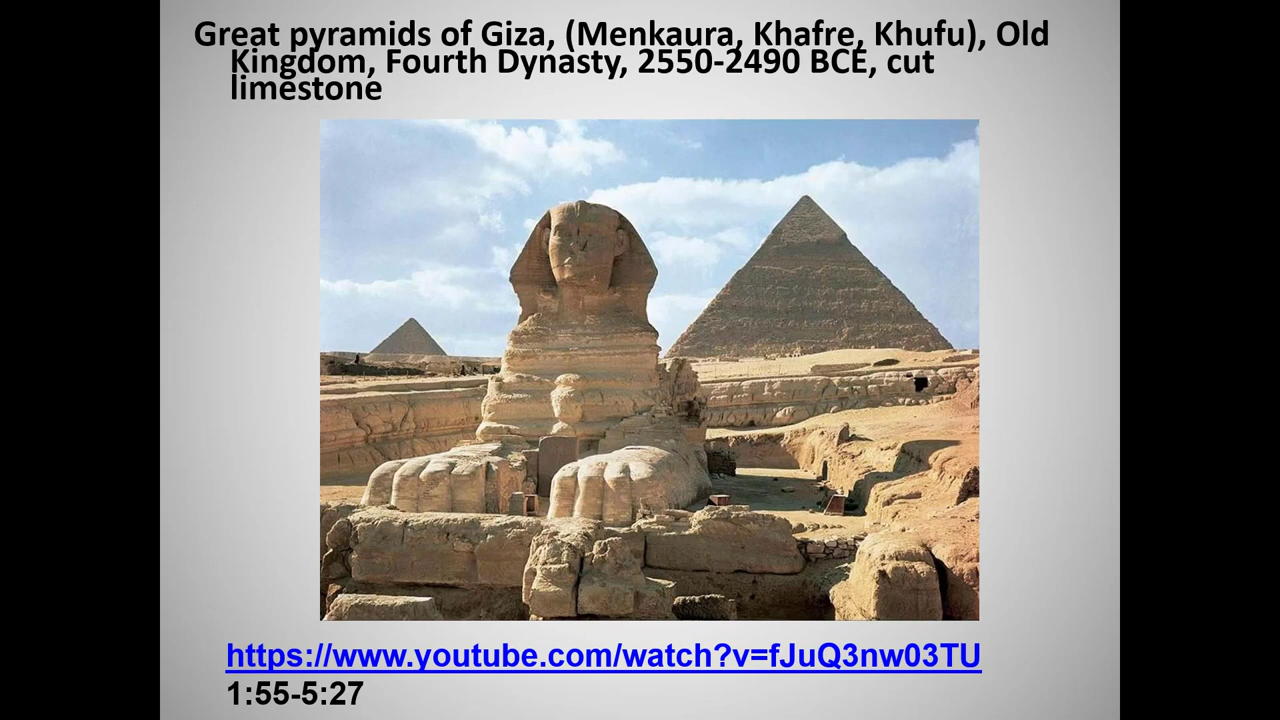 Great pyramids of Giza, (Menkaura, Khafre, Khufu), Old
Kingdom, Fourth Dynasty, 2550-2490 BCE, cut
limestone
https://www.youtube.com/watch?v=fJuQ3nw03TU
1:55-5:27